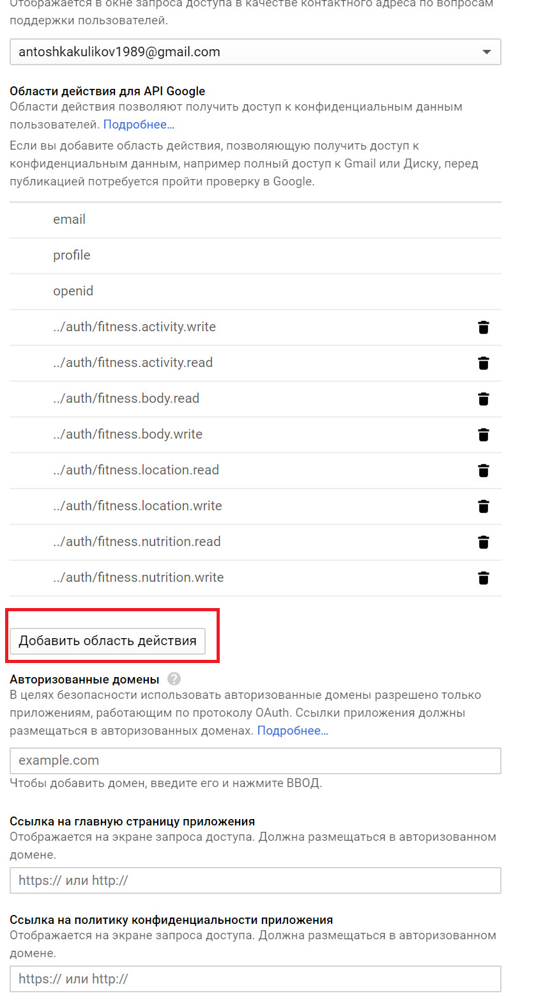 Отображается в окне запроса доступа в качестве контактного адреса по вопросам
поддержки пользователей.
antoshkakulikov1989@gmail.com
Области действия для API Google
Области действия позволяют получить доступ к конфиденциальным данным
пользователей. Подробнее…
Если вы добавите область действия, позволяющую получить доступ к
конфиденциальным данным, например полный доступ к Gmail или Диску, перед
публикацией потребуется пройти проверку в Google.
email
profile
openid
../auth/fitness.activity.write
../auth/fitness.activity.read
../auth/fitness.body.read
../auth/fitness.body.write
../auth/fitness.location.read
../auth/fitness.location.write
../auth/fitness.nutrition.read
../auth/fitness.nutrition.write
Добавить область действия
Авторизованные домены ?
В целях безопасности использовать авторизованные домены разрешено только
приложениям, работающим по протоколу OAuth. Ссылки приложения должны
размещаться в авторизованных доменах. Подробнее…
example.com
Чтобы добавить домен, введите его и нажмите ВВОД.
Ссылка на главную страницу приложения
Отображается на экране запроса доступа. Должна размещаться в авторизованном
домене.
https:// или http://
Ссылка на политику конфиденциальности приложения
Отображается на экране запроса доступа. Должна размещаться в авторизованном
домене.
https:// или http://